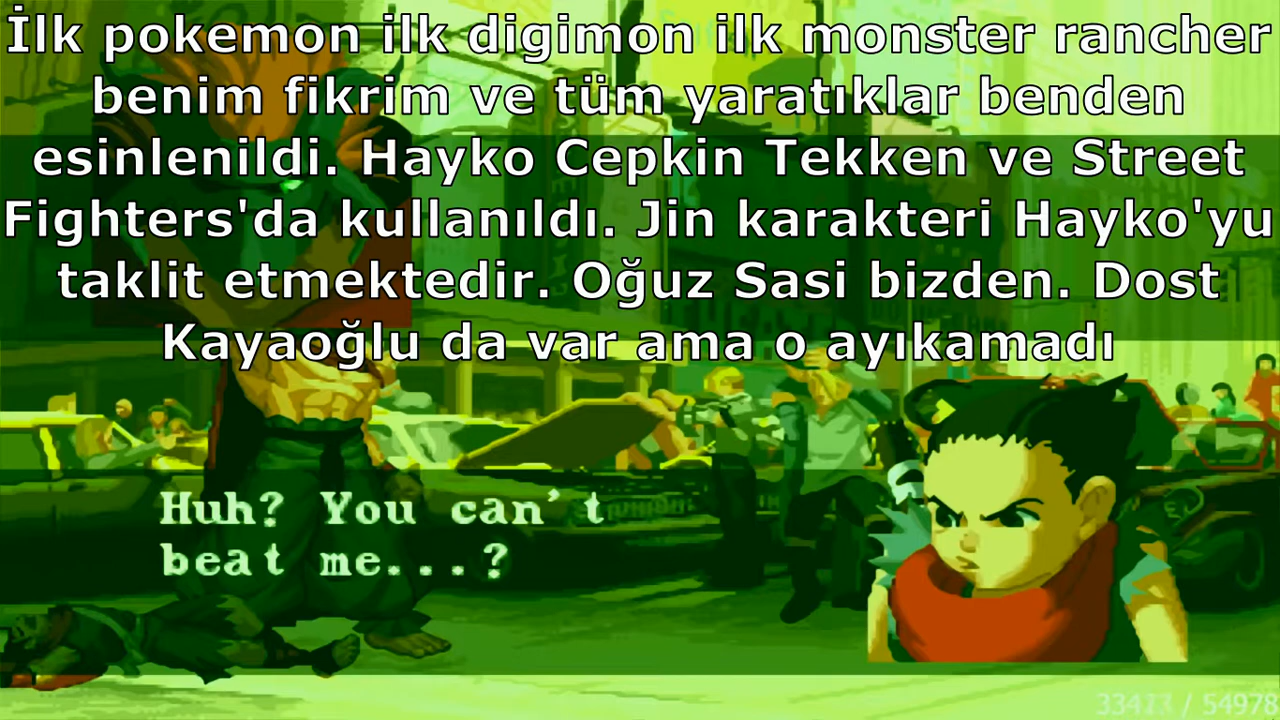 İlk pokemon ilk digimon ilk monster rancher
benim fikrim ve tüm yaratıklar benden
esinlenildi. Hayko Cepkin Tekken ve Street
Fighters'da kullanıldı. Jin karakteri Hayko'yu
taklit etmektedir. Oğuz Sasi bizden. Dost
Kayaoğlu da var ama o ayıkamadı
Huh? You can't
beat me...?
/ 54978